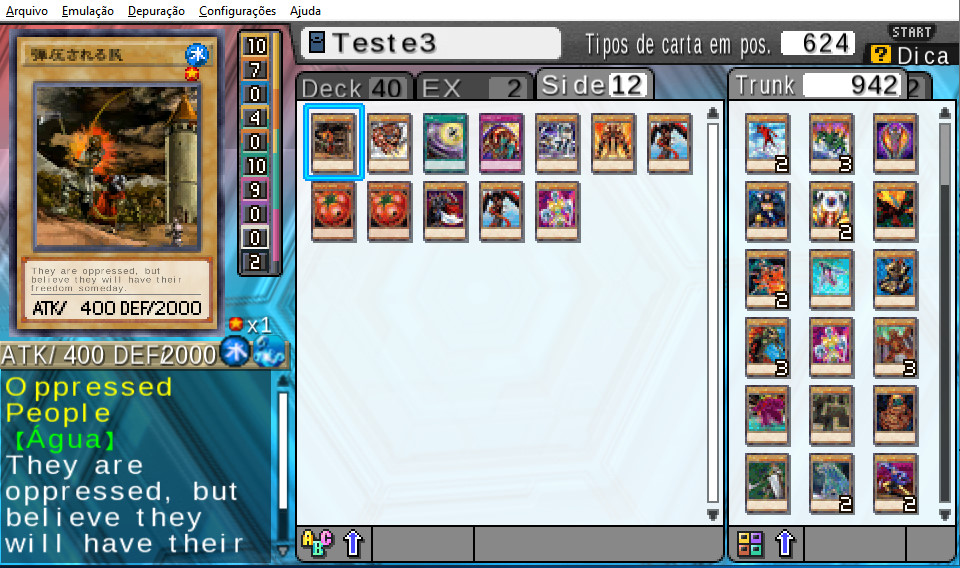 Arquivo Emulação Depuração Configurações Ajuda
弾圧される民
They are oppressed, but
believe they will have their
freedom someday.
ATK/ 400 DEF/2000
x1
ATK/ 400 DEF2000
Oppressed
People
【Água】
They are
oppressed, but
believe they
will have their
10
7
0
4
0
10
9
0
0
2
Teste3
Tipos de carta em pos. 624
START
? Dica
Deck 40 EX 2 Side 12
Trunk 942 2
2 3
2
2
3 3
2 2
ABC